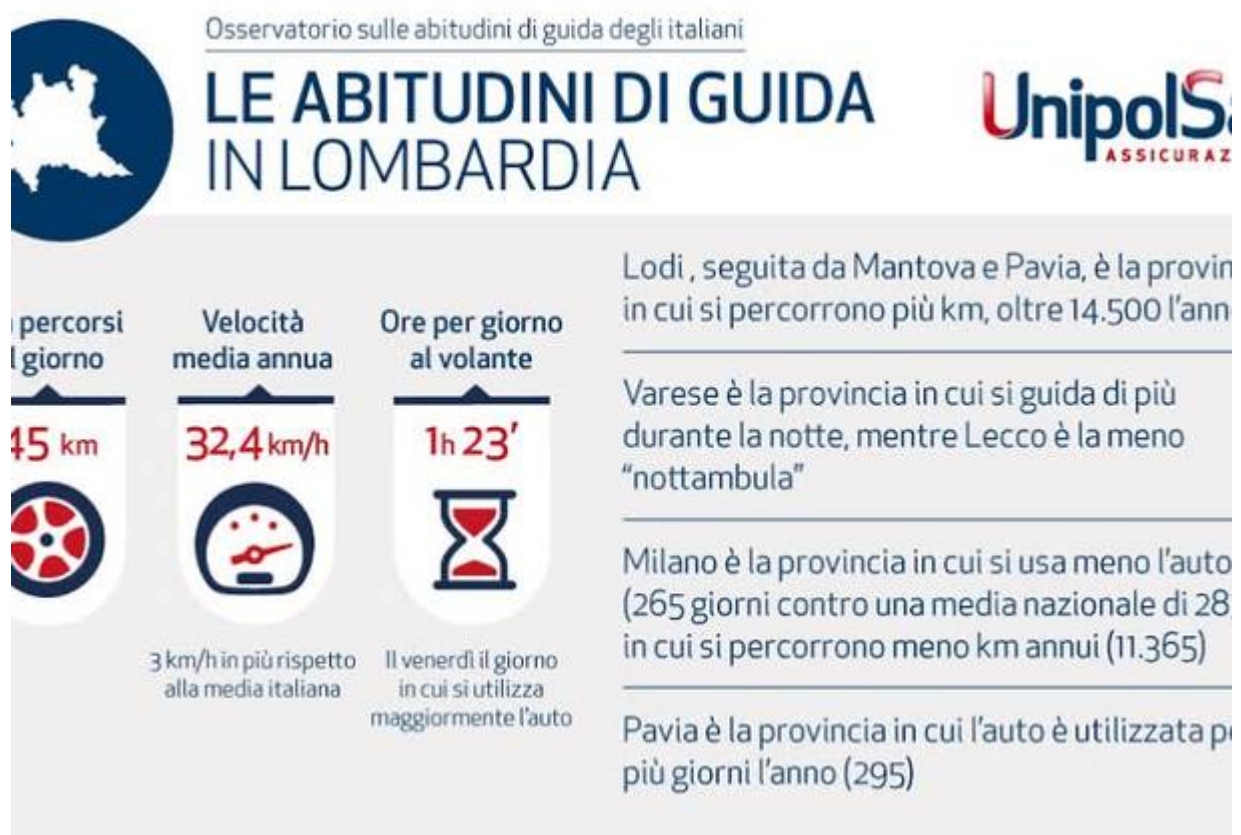 Osservatorio sulle abitudini di guida degli italiani
LE ABITUDINI DI GUIDA
IN LOMBARDIA
ASSICURAZ
percorsi
giorno
45 km
Velocità
media annua
32,4 km/h
3 km/h in più rispetto
alla media italiana
Ore per giorno
al volante
1h 23'
Il venerdì il giorno
in cui si utilizza
maggiormente l'auto
Lodi , seguita da Mantova e Pavia, è la
in cui si percorrono più km, oltre 14.500
Varese è la provincia in cui si guida di più
durante la notte, mentre Lecco è la meno
"nottambula"
Milano è la provincia in cui si usa meno l'auto
(265 giorni contro una media nazionale di
in cui si percorrono meno km annui (11.365)
Pavia è la provincia in cui l'auto è utilizzata
più giorni l'anno (295)